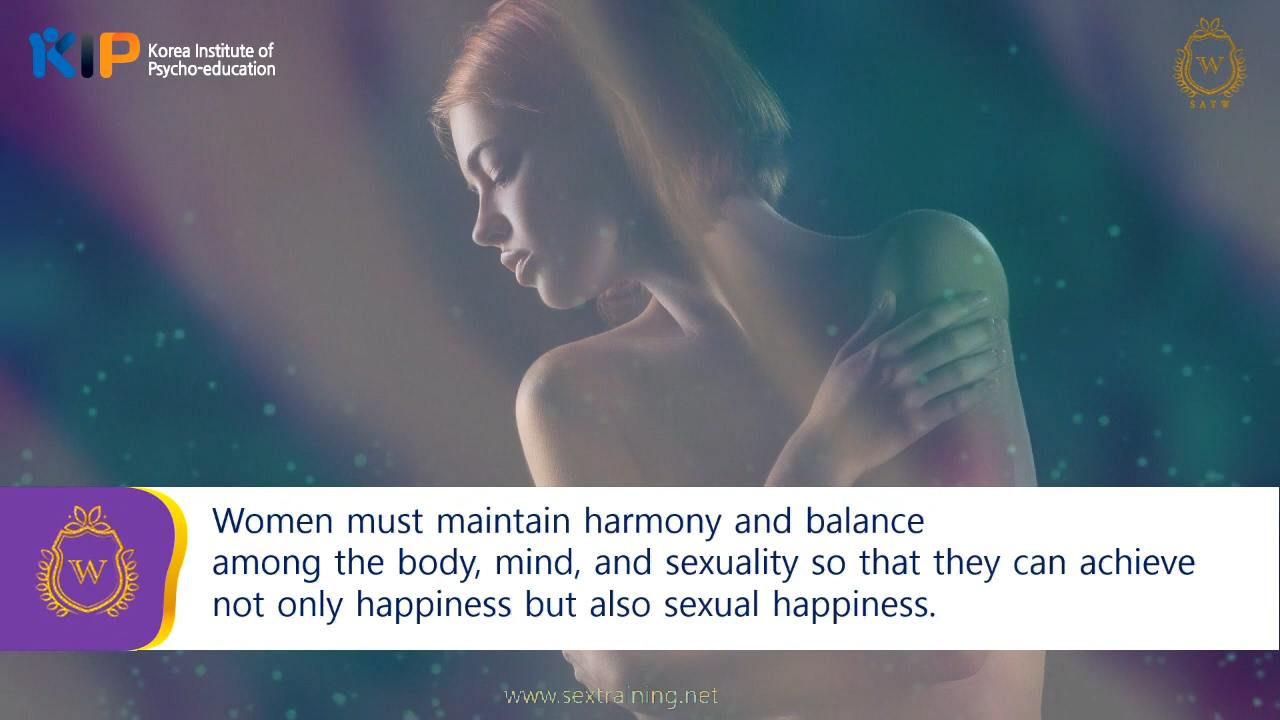 KIP Korea Institute of
Psycho-education
W
SATW
W
Women must maintain harmony and balance
among the body, mind, and sexuality so that they can achieve
not only happiness but also sexual happiness.
www.sextraining.net